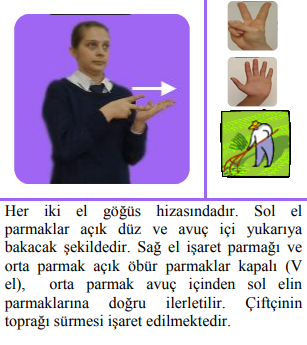 Her iki el göğüs hizasındadır. Sol el
parmaklar açık düz ve avuç içi yukarıya
bakacak şekildedir. Sağ el işaret parmağı ve
orta parmak açık öbür parmaklar kapalı (V
el), orta parmak avuç içinden sol elin
parmaklarına doğru ilerletilir. Çiftçinin
toprağı sürmesi işaret edilmektedir.